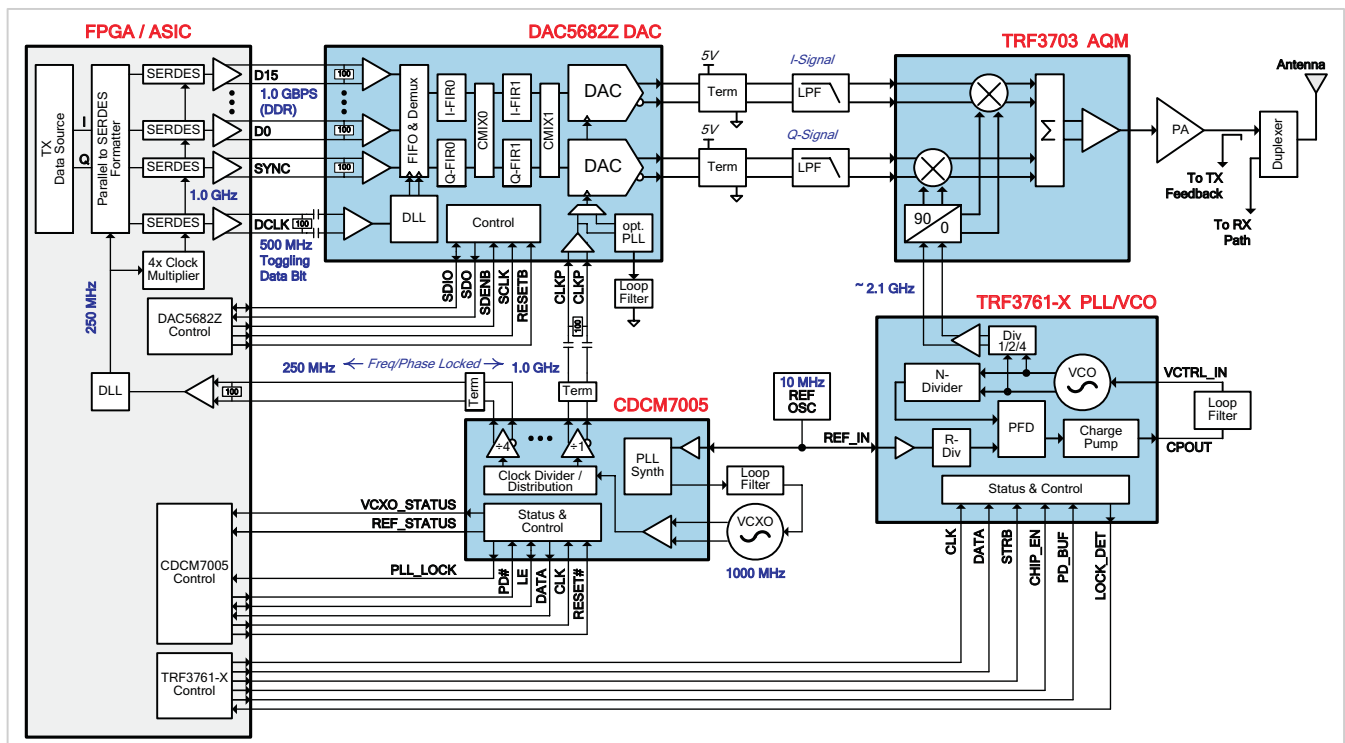 FPGA / ASIC
TX
Data Source
I
Q
Parallel to SERDES
Formatter
SERDES
SERDES
SERDES
SERDES
D15
1.0 GBPS
(DDR)
D0
SYNC
1.0 GHz
DCLK
100
100
100
100
500 MHz
Toggling
Data BIt
4x Clock
Multiplier
250 MHz
DAC5682Z
Control
DLL
100
DAC5682Z DAC
FIFO & Demux
I-FIR0
Q-FIR0
CMIX0
I-FIR1
Q-FIR1
CMIX1
DAC
DAC
DLL
Control
opt.
PLL
Loop
Filter
SDIO
SDO
SDENB
SCLK
RESETB
CLKP
CLKP
100
5V
Term
I-Signal
LPF
5V
Term
Q-Signal
LPF
TRF3703 AQM
Σ
90
0
PA
Antenna
Duplexer
To TX
Feedback
To RX
Path
~ 2.1 GHz
TRF3761-X PLL/VCO
Div
1/2/4
N-
Divider
VCO
VCTRL_IN
Loop
Filter
PFD
R-
Div
Charge
Pump
CPOUT
REF_IN
Status & Control
CLK
DATA
STRB
CHIP_EN
PD_BUF
LOCK_DET
10 MHz
REF
OSC
250 MHz
Freq/Phase Locked
1.0 GHz
Term
Term
CDCM7005
÷4
÷1
PLL
Synth
Clock Divider /
Distribution
Loop
Filter
Status &
Control
VCXO
1000 MHz
VCXO_STATUS
REF_STATUS
PLL_LOCK
PD#
LE
DATA
CLK
RESET#
CDCM7005
Control
TRF3761-X
Control